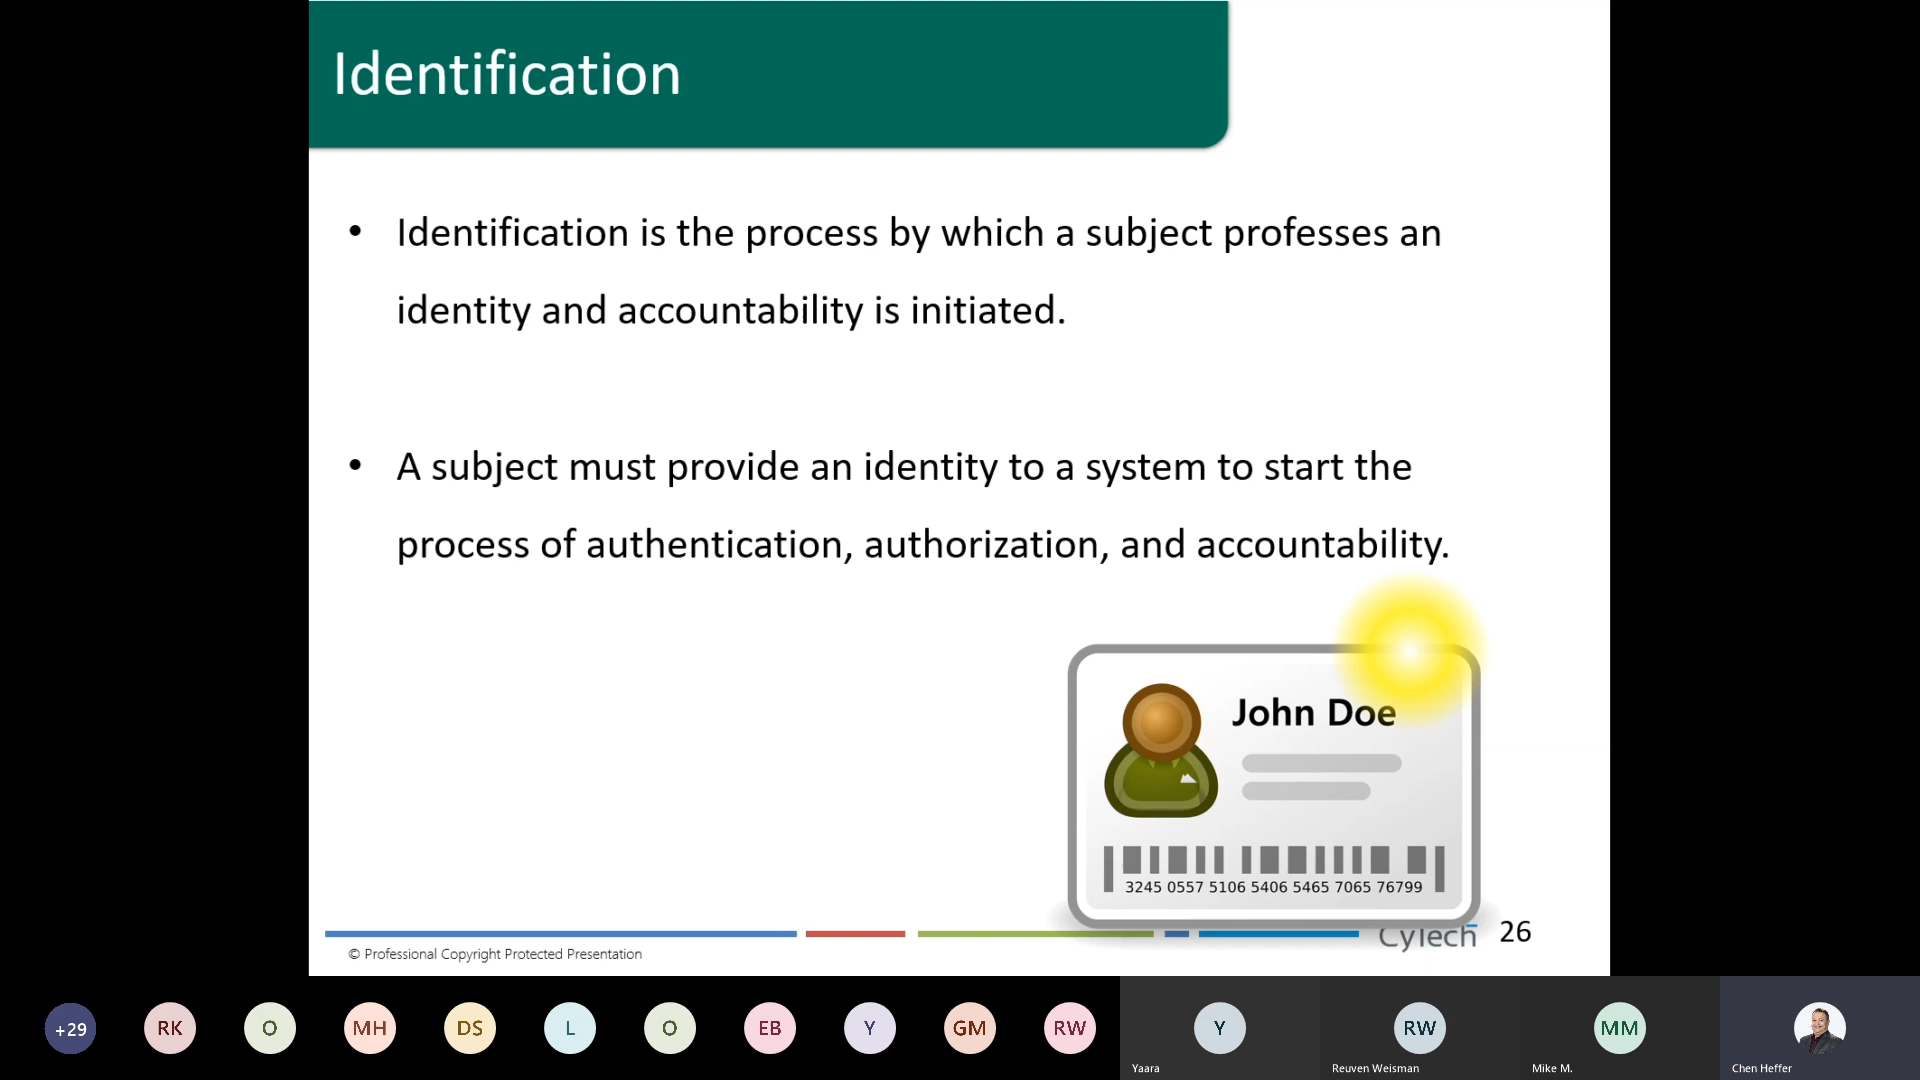 Identification
• Identification is the process by which a subject professes an
identity and accountability is initiated.
• A subject must provide an identity to a system to start the
process of authentication, authorization, and accountability.
John Doe
3245 0557 5106 5406 5465 7065 76799
CyTech 26
© Professional Copyright Protected Presentation
+29 RK O MH DS L O EB Y GM RW Y RW MM
Yaara Reuven Weisman Mike M. Chen Heffer